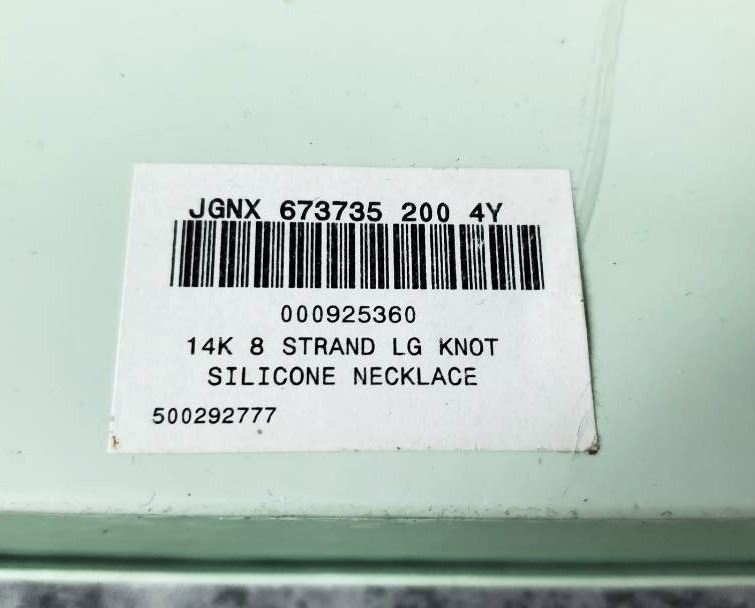 JGNX 673735 200 4Y
000925360
14K 8 STRAND LG KNOT
SILICONE NECKLACE
500292777